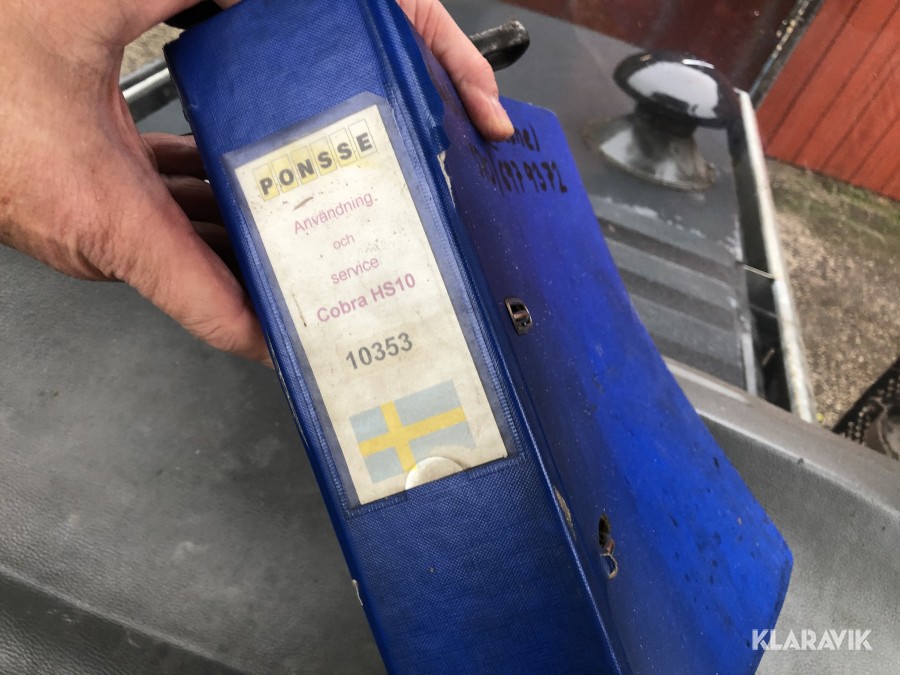 PONSSE
Användning
och
service
Cobra HS10
10353
KLARAVIK